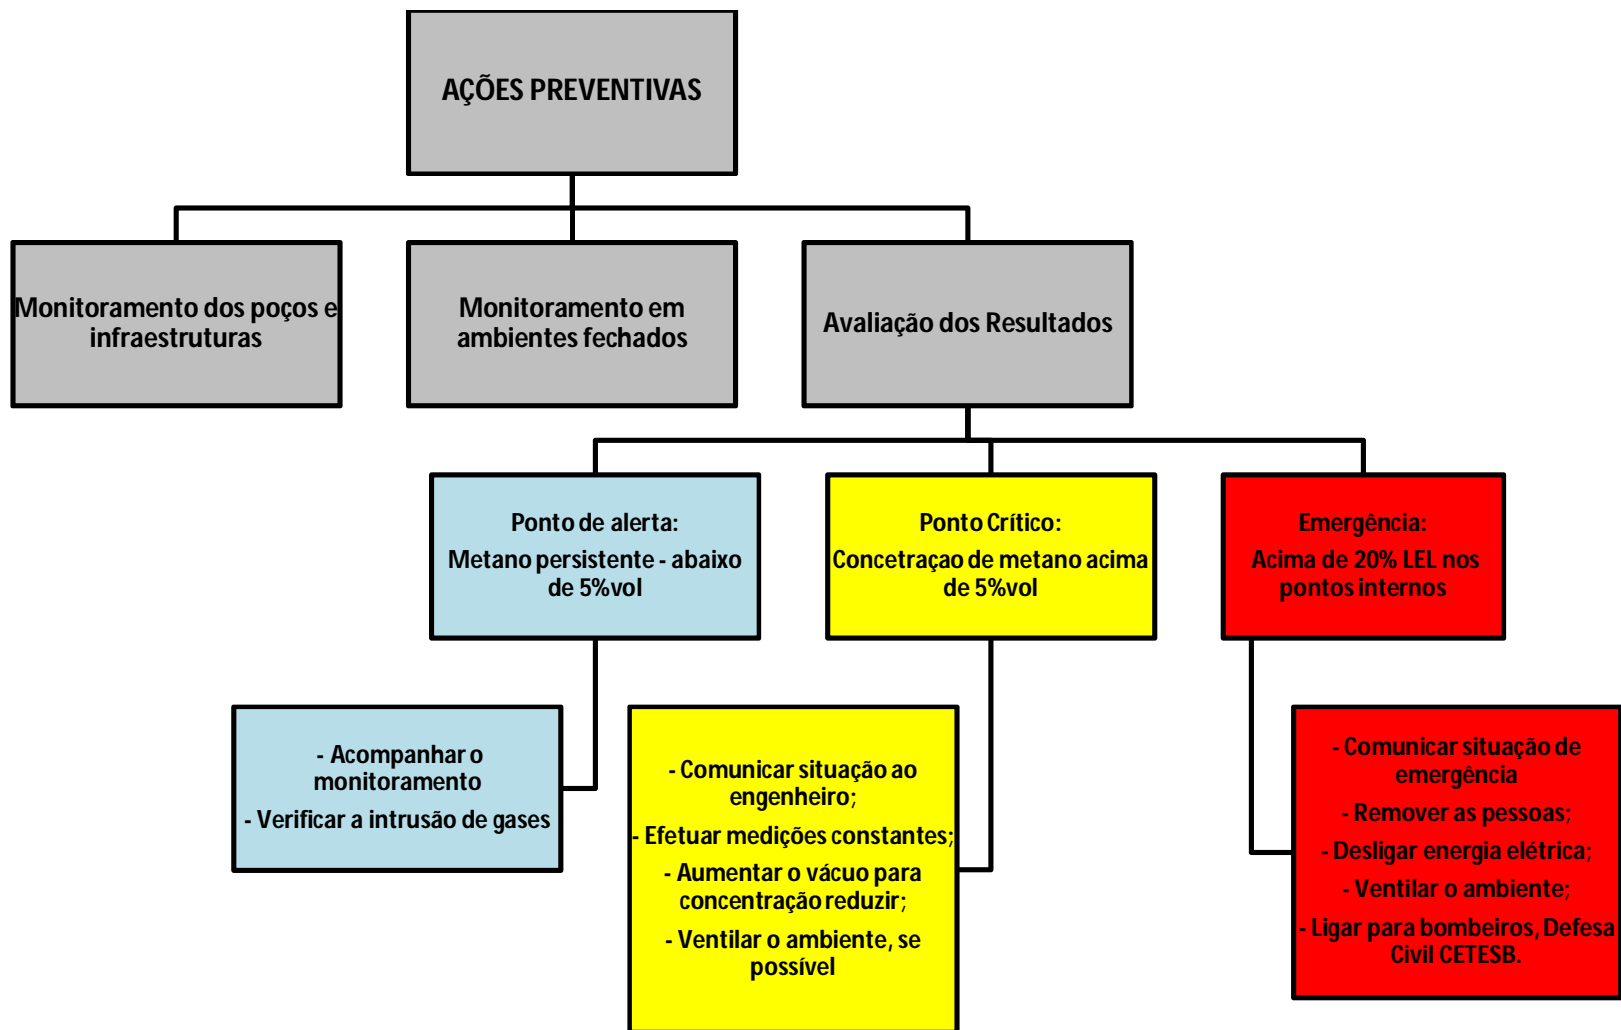 AÇÕES PREVENTIVAS
Monitoramento dos poços e
infraestruturas
Monitoramento em
ambientes fechados
Avaliação dos Resultados
Ponto de alerta:
Metano persistente - abaixo
de 5%vol
Ponto Crítico:
Concetraçao de metano acima
de 5%vol
Emergência:
Acima de 20% LEL nos
pontos internos
- Acompanhar o
monitoramento
- Verificar a intrusão de gases
- Comunicar situação ao
engenheiro;
- Efetuar medições constantes;
- Aumentar o vácuo para
concentração reduzir;
- Ventilar o ambiente, se
possível
- Comunicar situação de
emergência
- Remover as pessoas;
- Desligar energia elétrica;
- Ventilar o ambiente;
- Ligar para bombeiros, Defesa
Civil CETESB.